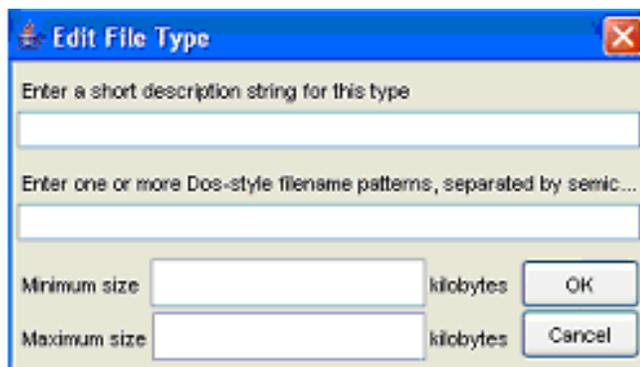 Edit File Type
Enter a short description string for this type
Enter one or more Dos-style filename patterns, separated by semic...
Minimum size kilobytes OK
Maximum size kilobytes Cancel